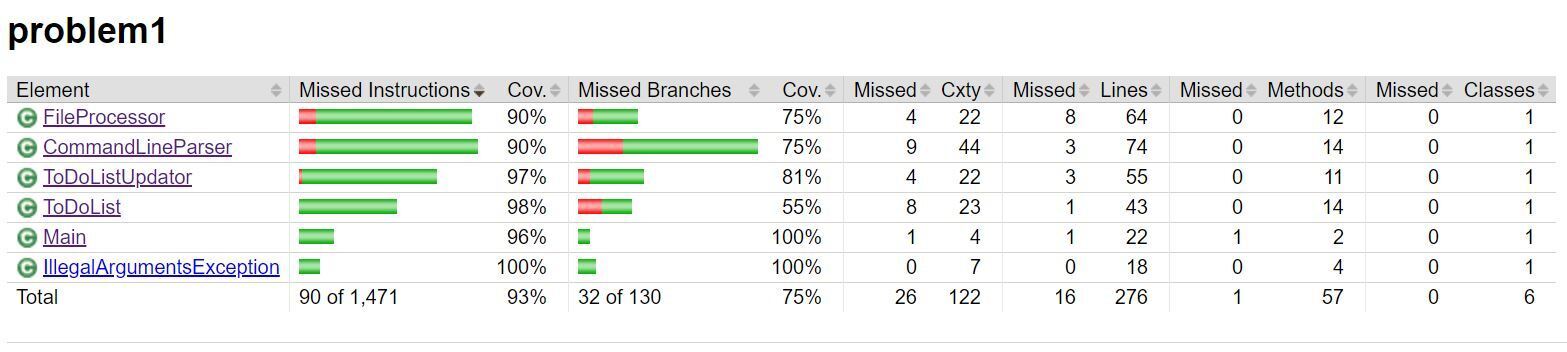 problem1
Element Missed Instructions Cov. Missed Branches Cov. Missed Cxty Missed Lines Missed Methods Missed Classes
C FileProcessor 90% 75% 4 22 8 64 0 12 0 1
C CommandLineParser 90% 75% 9 44 3 74 0 14 0 1
C ToDoListUpdator 97% 81% 4 22 3 55 0 11 0 1
C ToDoList 98% 55% 8 23 1 43 0 14 0 1
C Main 96% 100% 1 4 1 22 1 2 0 1
C IllegalArgumentsException 100% 100% 0 7 0 18 0 4 0 1
Total 90 of 1,471 93% 32 of 130 75% 26 122 16 276 1 57 0 6